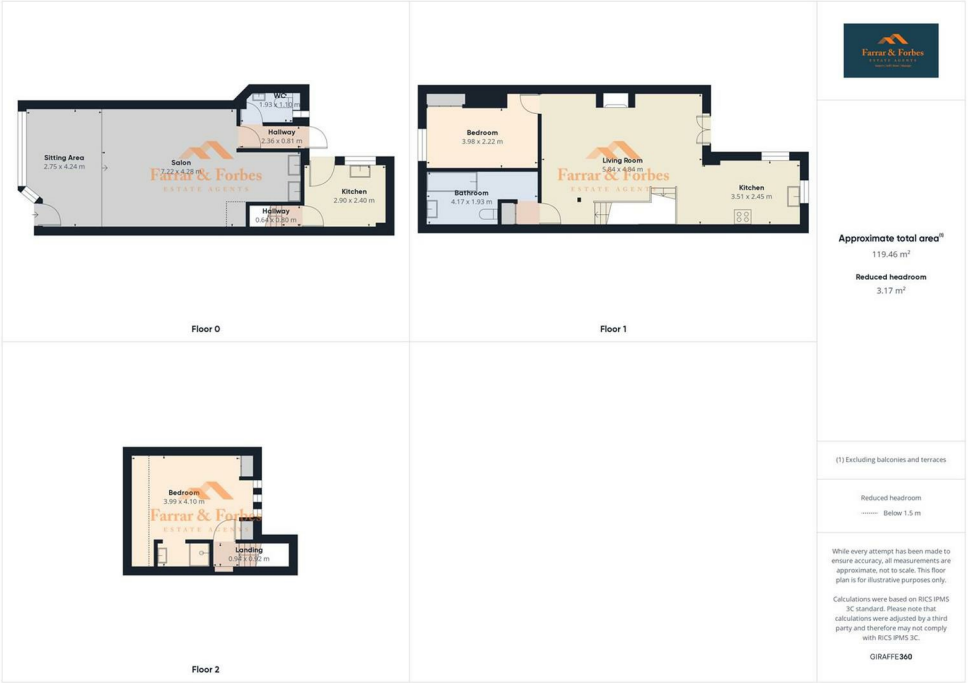 WC
1.93 x 1.10 m
Hallway
2.36 x 0.81 m
Sitting Area
2.75 x 4.24 m
Salon
7.22 x 4.28 m
Farrar & Forbes
ESTATE AGENTS
Kitchen
2.90 x 2.40 m
Hallway
0.64 x 0.80 m
Floor 0
Bedroom
3.98 x 2.22 m
Living Room
5.84 x 4.84 m
Farrar & Forbes
ESTATE AGENTS
Bathroom
4.17 x 1.93 m
Kitchen
3.51 x 2.45 m
Floor 1
Bedroom
3.99 x 4.10 m
Farrar & Forbes
ESTATE AGENTS
Landing
0.94 x 0.92 m
Floor 2
Farrar & Forbes
ESTATE AGENTS
Approximate total area(1)
119.46 m²
Reduced headroom
3.17 m²
(1) Excluding balconies and terraces
Reduced headroom
Below 1.5 m
While every attempt has been made to
ensure accuracy, all measurements are
approximate, not to scale. This floor
plan is for illustrative purposes only.
Calculations were based on RICS IPMS
3C standard. Please note that
calculations were adjusted by a third
party and therefore may not comply
with RICS IPMS 3C.
GIRAFFE360